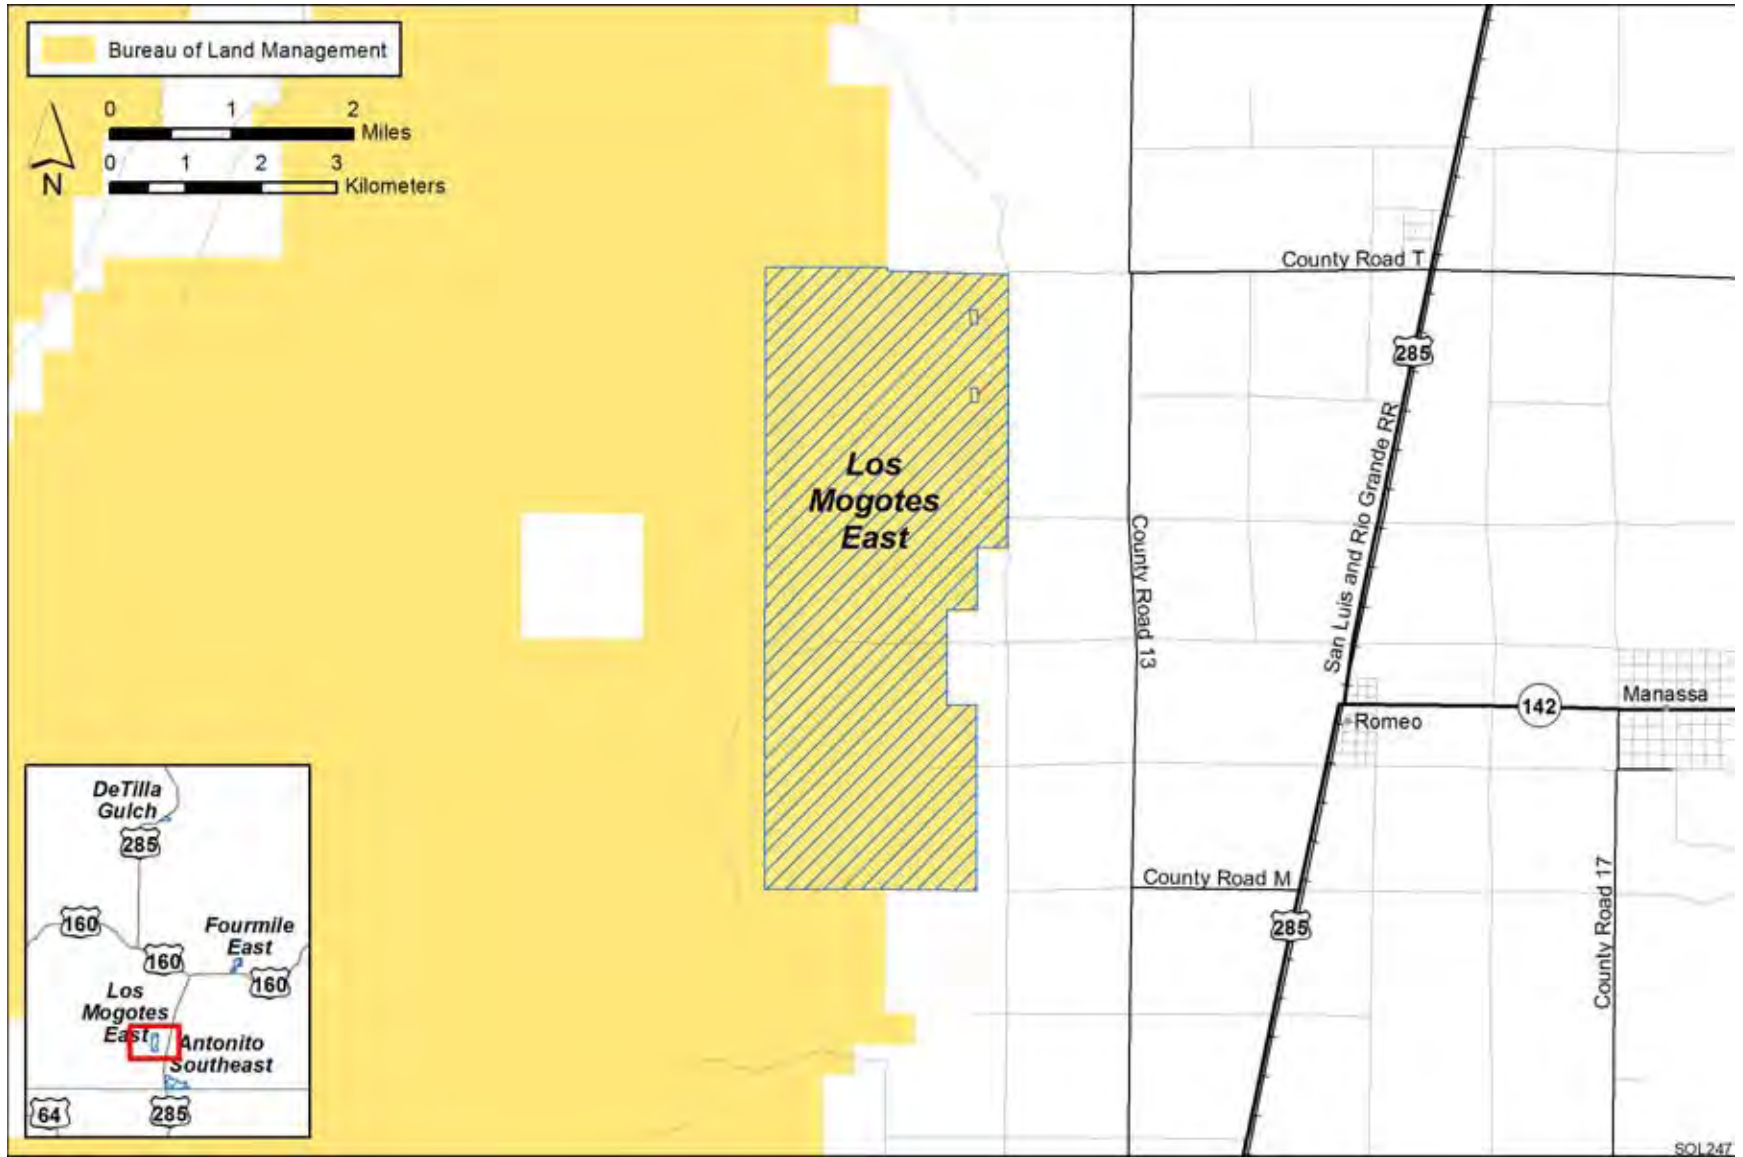 Bureau of Land Management
0 1 2
Miles
0 1 2 3
Kilometers
N
County Road T
285
San Luis and Rio Grande RR
Los
Mogotes
East
County Road 13
Manassa
142
Romeo
County Road M
285
County Road 17
DeTilla
Gulch
285
160
Fourmile
East
160
160
Los
Mogotes
East
Antonito
Southeast
64
285
SOL247